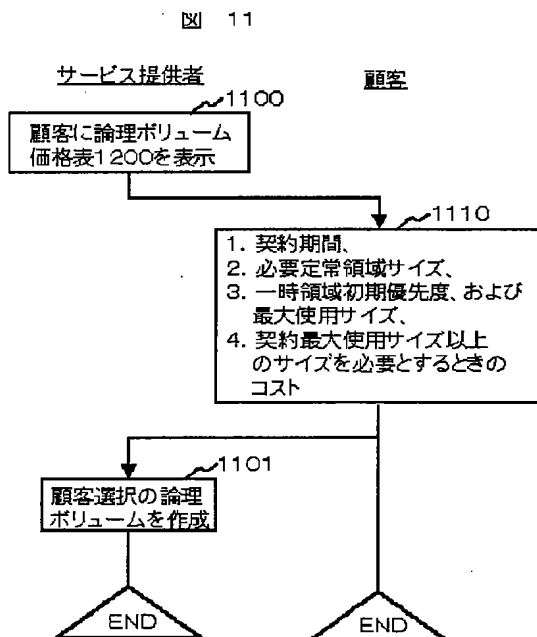 図 11
サービス提供者
顧客
1100
顧客に論理ボリューム
価格表1200を表示
1110
1. 契約期間、
2. 必要定常領域サイズ、
3. 一時領域初期優先度、および
最大使用サイズ、
4. 契約最大使用サイズ以上
のサイズを必要とするときの
コスト
1101
顧客選択の論理
ボリュームを作成
END
END